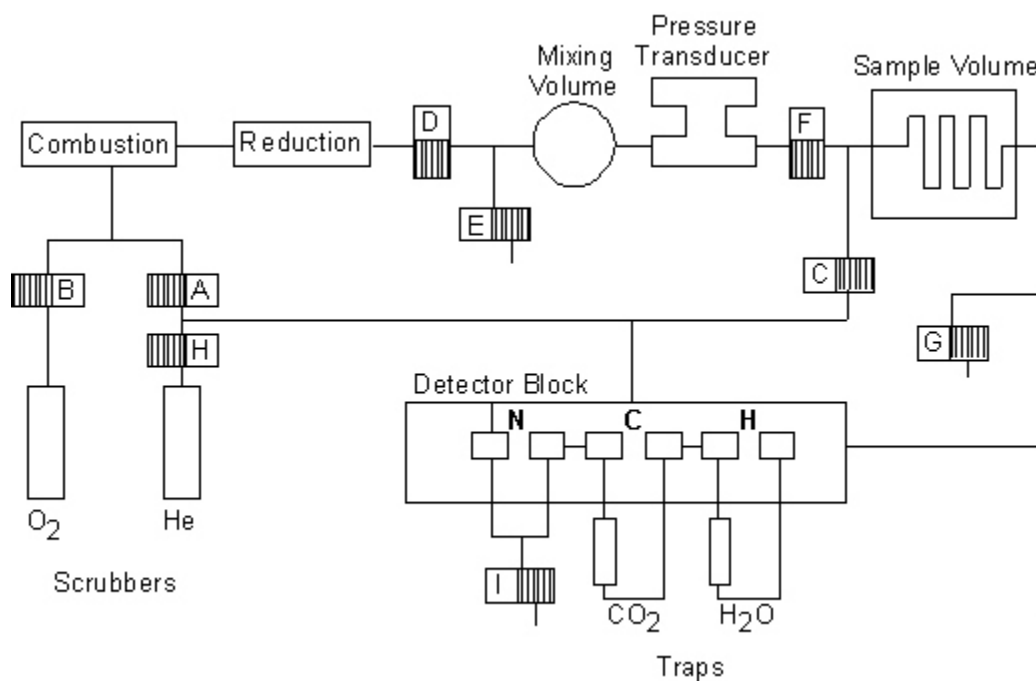 Pressure
Transducer
Mixing
Volume
Sample Volume
D
F
Combustion
Reduction
E
B
A
C
H
G
Detector Block
N
C
H
O2
He
Scrubbers
I
CO2
H2O
Traps